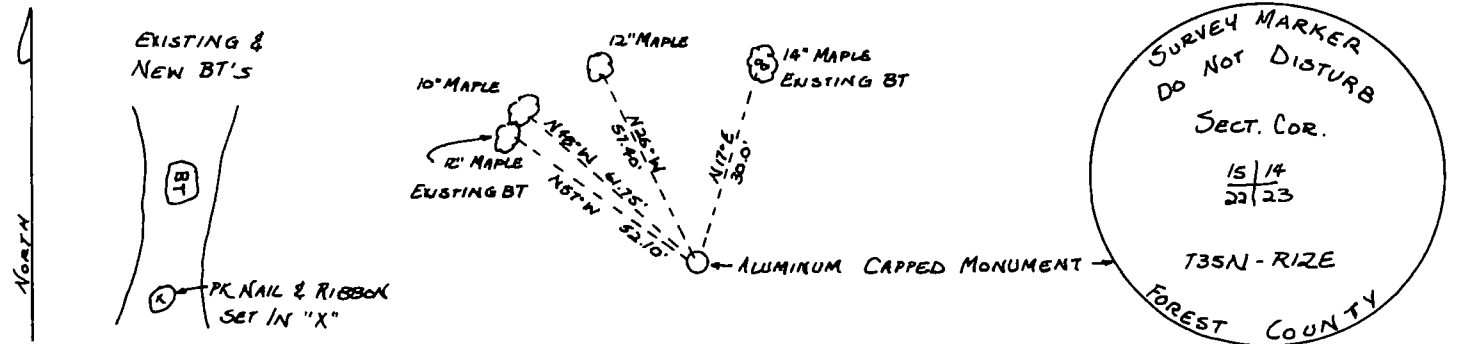 NORTH
EXISTING &
NEW BT'S
BT
X
PK NAIL & RIBBON
SET IN "X"
10" MAPLE
12" MAPLE
EXISTING BT
12" MAPLE
14" MAPLE
EXISTING BT
N48°W
N57°W
52.10'
N26°W
57.40'
N17°E
30.0'
ALUMINUM CAPPED MONUMENT
SURVEY MARKER
DO NOT DISTURB
SECT. COR.
15 | 14
22 | 23
T35N - R12E
FOREST COUNTY